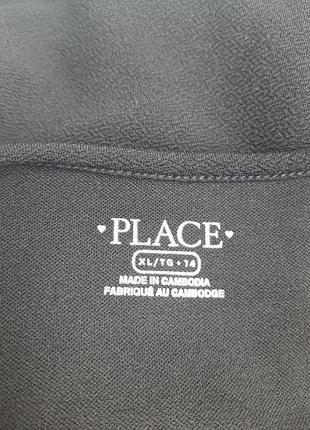 ♥ PLACE ♥
XL/TG • 14
MADE IN CAMBODIA
FABRIQUÉ AU CAMBODGE